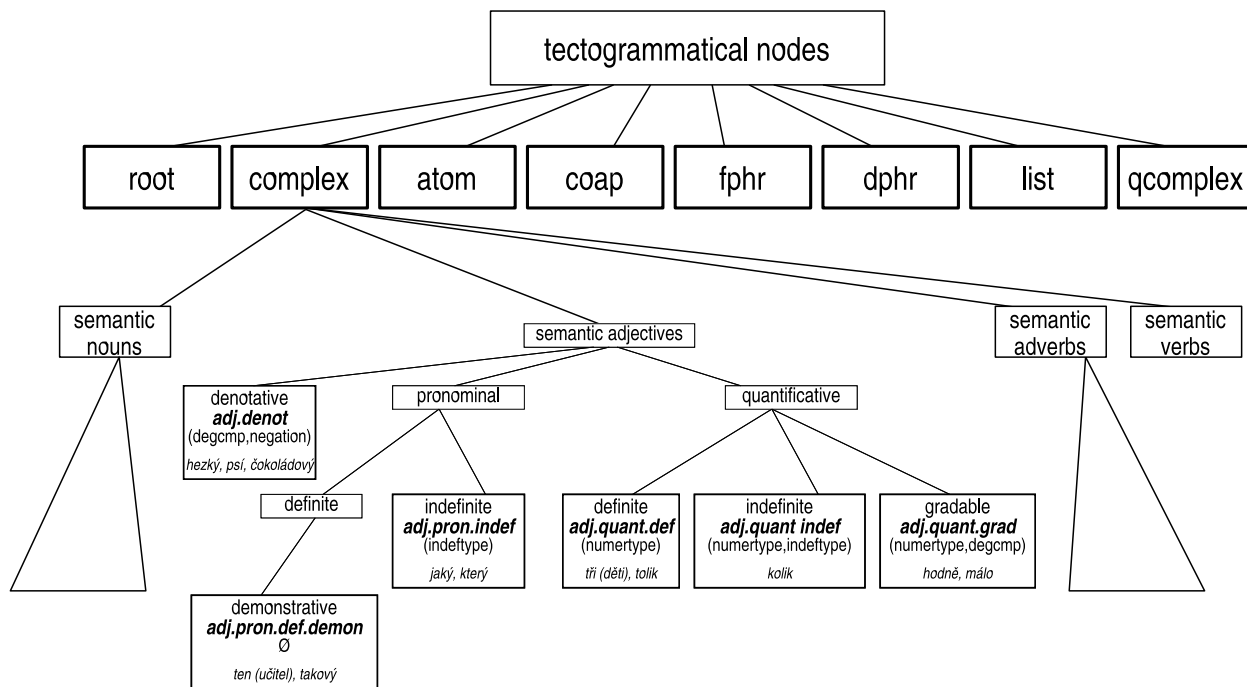 tectogrammatical nodes
root
complex
atom
coap
fphr
dphr
list
qcomplex
semantic
nouns
semantic adjectives
semantic
adverbs
semantic
verbs
denotative
adj.denot
(degcmp,negation)
hezký, psí, čokoládový
pronominal
quantificative
definite
indefinite
adj.pron.indef
(indeftype)
jaký, který
definite
adj.quant.def
(numertype)
tři (děti), tolik
indefinite
adj.quant indef
(numertype,indeftype)
kolik
gradable
adj.quant.grad
(numertype,degcmp)
hodně, málo
demonstrative
adj.pron.def.demon
Ø
ten (učitel), takový